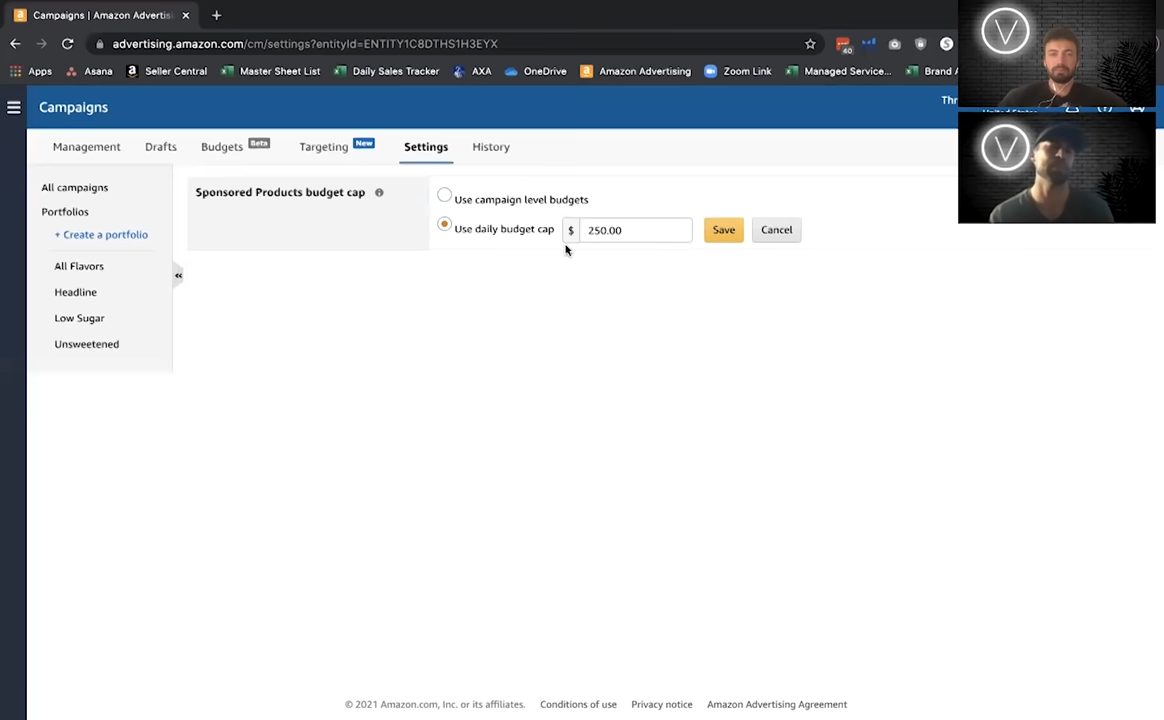 Campaigns | Amazon Advertisi
advertising.amazon.com/cm/settings?entityId=ENTITY1C8DTHS1H3EYX
40
S
Apps
Asana
Seller Central
Master Sheet List
Daily Sales Tracker
AXA
OneDrive
Amazon Advertising
Zoom Link
Managed Service...
Brand A
V
V
Campaigns
Thr
Management
Drafts
Budgets Beta
Targeting New
Settings
History
All campaigns
Portfolios
+ Create a portfolio
All Flavors
Headline
Low Sugar
Unsweetened
«
Sponsored Products budget cap
Use campaign level budgets
Use daily budget cap $ 250.00 Save Cancel
© 2021 Amazon.com, Inc. or its affiliates. Conditions of use Privacy notice Amazon Advertising Agreement